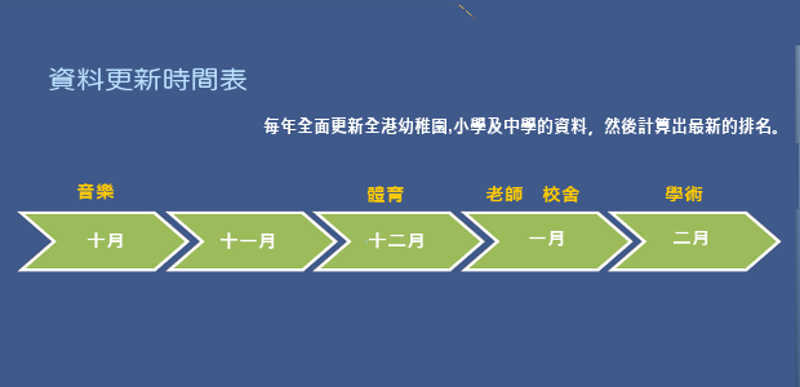 資料更新時間表
每年全面更新全港幼稚園,小學及中學的資料，然後計算出最新的排名。
音樂 體育 老師 校舍 學術
十月 十一月 十二月 一月 二月